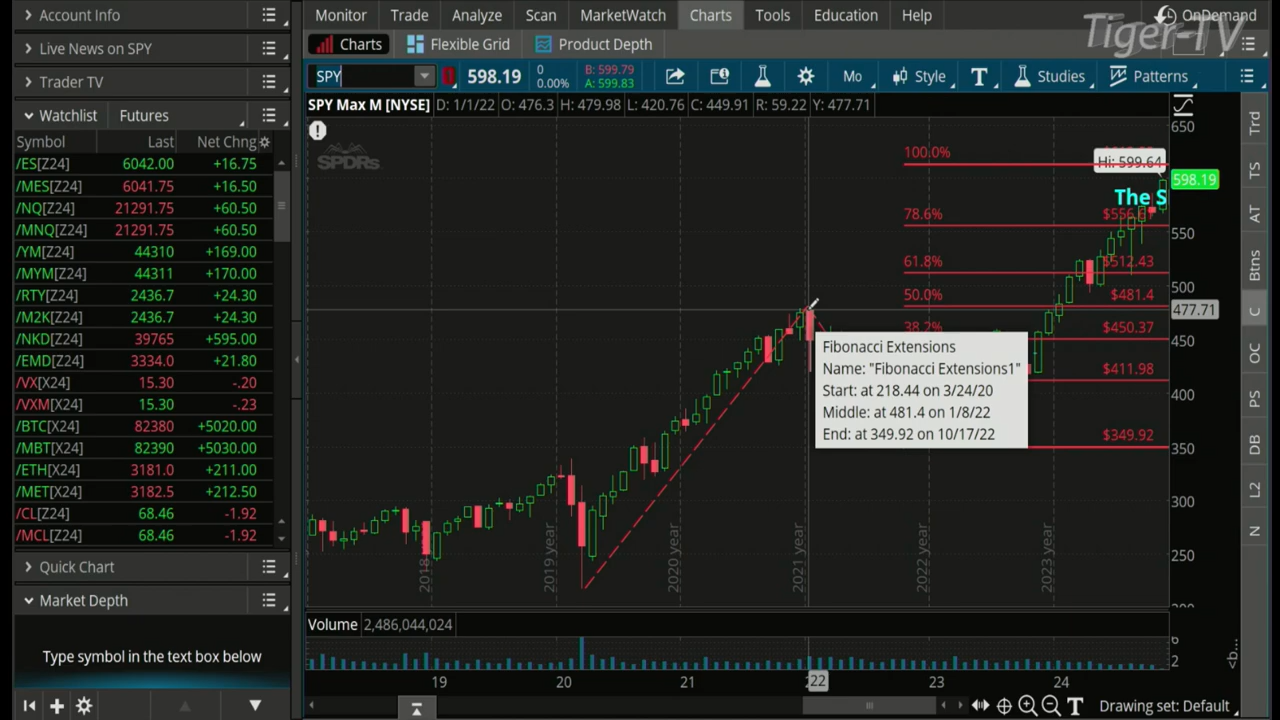 Account Info
Live News on SPY
Trader TV
Watchlist Futures
Symbol Last Net Chng
/ES[Z24] 6042.00 +16.75
/MES[Z24] 6041.75 +16.50
/NQ[Z24] 21291.75 +60.50
/MNQ[Z24] 21291.75 +60.50
/YM[Z24] 44310 +169.00
/MYM[Z24] 44311 +170.00
/RTY[Z24] 2436.7 +24.30
/M2K[Z24] 2436.7 +24.30
/NKD[Z24] 39765 +595.00
/EMD[Z24] 3334.0 +21.80
/VX[X24] 15.30 -.20
/VXM[X24] 15.30 -.23
/BTC[X24] 82380 +5020.00
/MBT[X24] 82390 +5030.00
/ETH[X24] 3181.0 +211.00
/MET[X24] 3182.5 +212.50
/CL[Z24] 68.46 -1.92
/MCL[Z24] 68.46 -1.92
Quick Chart
Market Depth
Type symbol in the text box below
Monitor Trade Analyze Scan MarketWatch Charts Tools Education Help
OnDemand
Tiger-TV
Charts Flexible Grid Product Depth
SPY 598.19 0 B: 599.79
0.00% A: 599.83
Mo Style T Studies Patterns
SPY Max M [NYSE] D: 1/1/22 O: 476.3 H: 479.98 L: 420.76 C: 449.91 R: 59.22 Y: 477.71
SPDRs
100.0%
Hi: 599.64
The S
78.6%
61.8% $512.43
50.0% $481.4
38.2% $450.37
$411.98
$349.92
Fibonacci Extensions
Name: "Fibonacci Extensions1"
Start: at 218.44 on 3/24/20
Middle: at 481.4 on 1/8/22
End: at 349.92 on 10/17/22
650
598.19
550
500
477.71
450
400
350
300
250
200
2018 year
2019 year
2020 year
2021 year
2022 year
2023 year
Volume 2,486,044,024
6
2
<b...
19 20 21 22 23 24
T Drawing set: Default
Trd
TS
AT
Btns
C
OC
PS
DB
L2
N